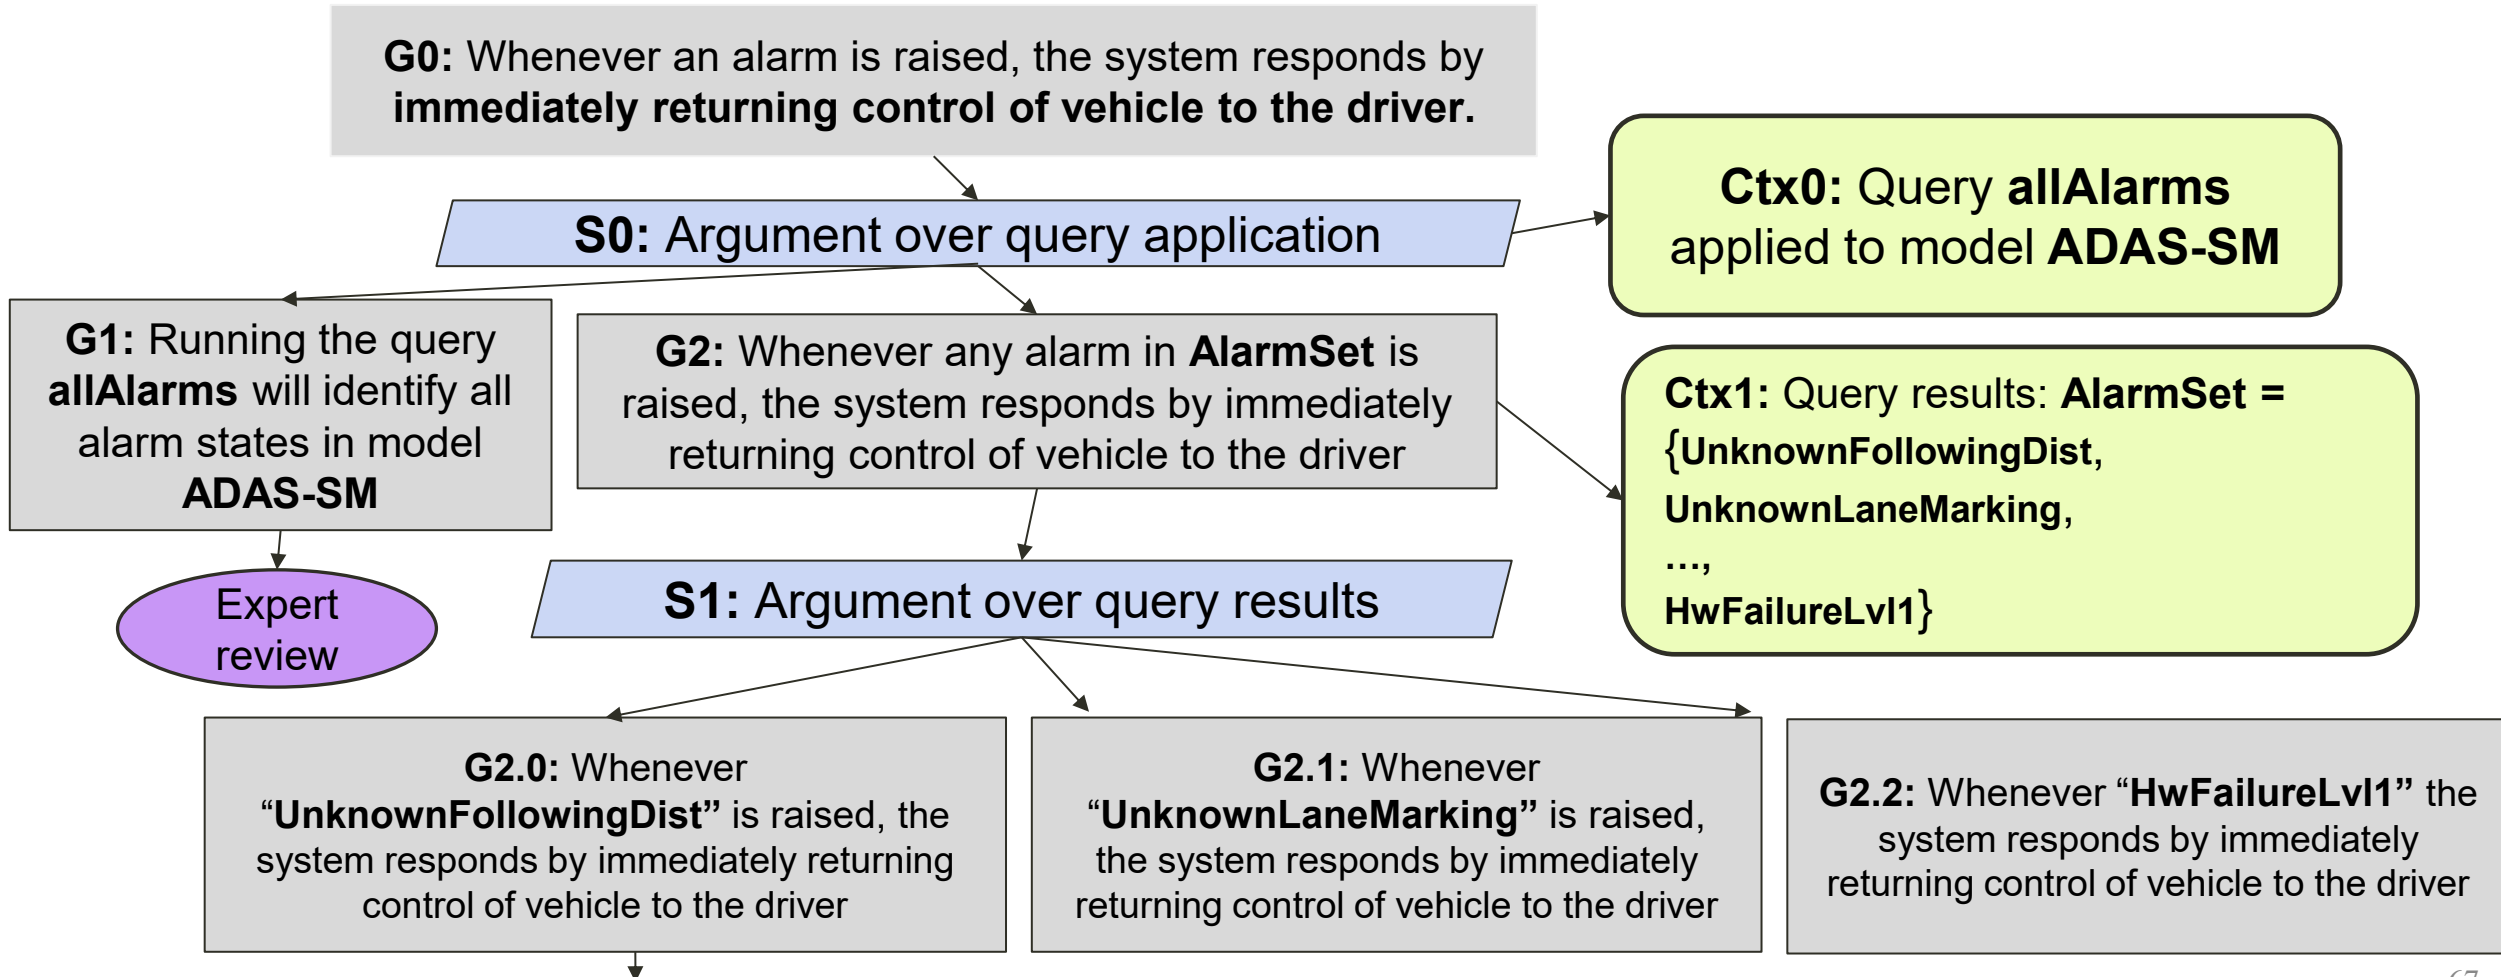 G0: Whenever an alarm is raised, the system responds by
immediately returning control of vehicle to the driver.
Ctx0: Query allAlarms
applied to model ADAS-SM
S0: Argument over query application
G1: Running the query
allAlarms will identify all
alarm states in model
ADAS-SM
G2: Whenever any alarm in AlarmSet is
raised, the system responds by immediately
returning control of vehicle to the driver
Ctx1: Query results: AlarmSet =
{UnknownFollowingDist,
UnknownLaneMarking,
...,
HwFailureLvl1}
Expert
review
S1: Argument over query results
G2.0: Whenever
“UnknownFollowingDist” is raised, the
system responds by immediately returning
control of vehicle to the driver
G2.1: Whenever
“UnknownLaneMarking” is raised,
the system responds by immediately
returning control of vehicle to the driver
G2.2: Whenever “HwFailureLvl1” the
system responds by immediately
returning control of vehicle to the driver